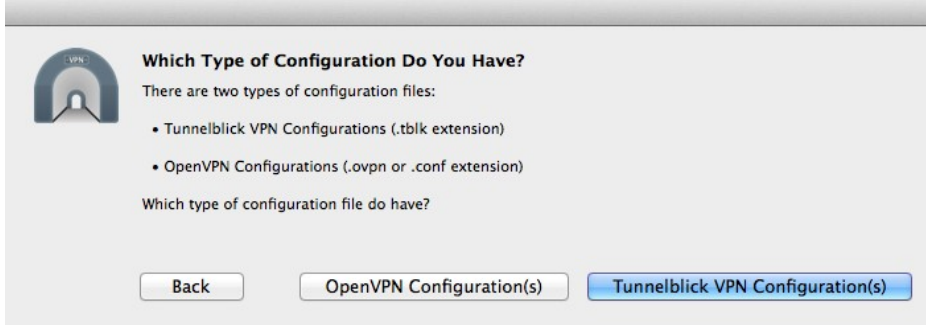 VPN
Which Type of Configuration Do You Have?
There are two types of configuration files:
• Tunnelblick VPN Configurations (.tblk extension)
• OpenVPN Configurations (.ovpn or .conf extension)
Which type of configuration file do have?
Back OpenVPN Configuration(s) Tunnelblick VPN Configuration(s)